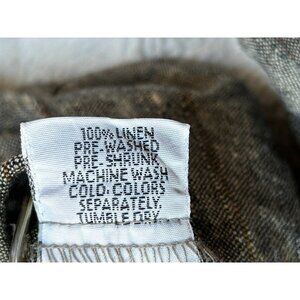 100% LINEN
PRE-WASHED
PRE-SHRUNK
MACHINE WASH
COLD: COLORS
SEPARATELY.
TUMBLE DRY.